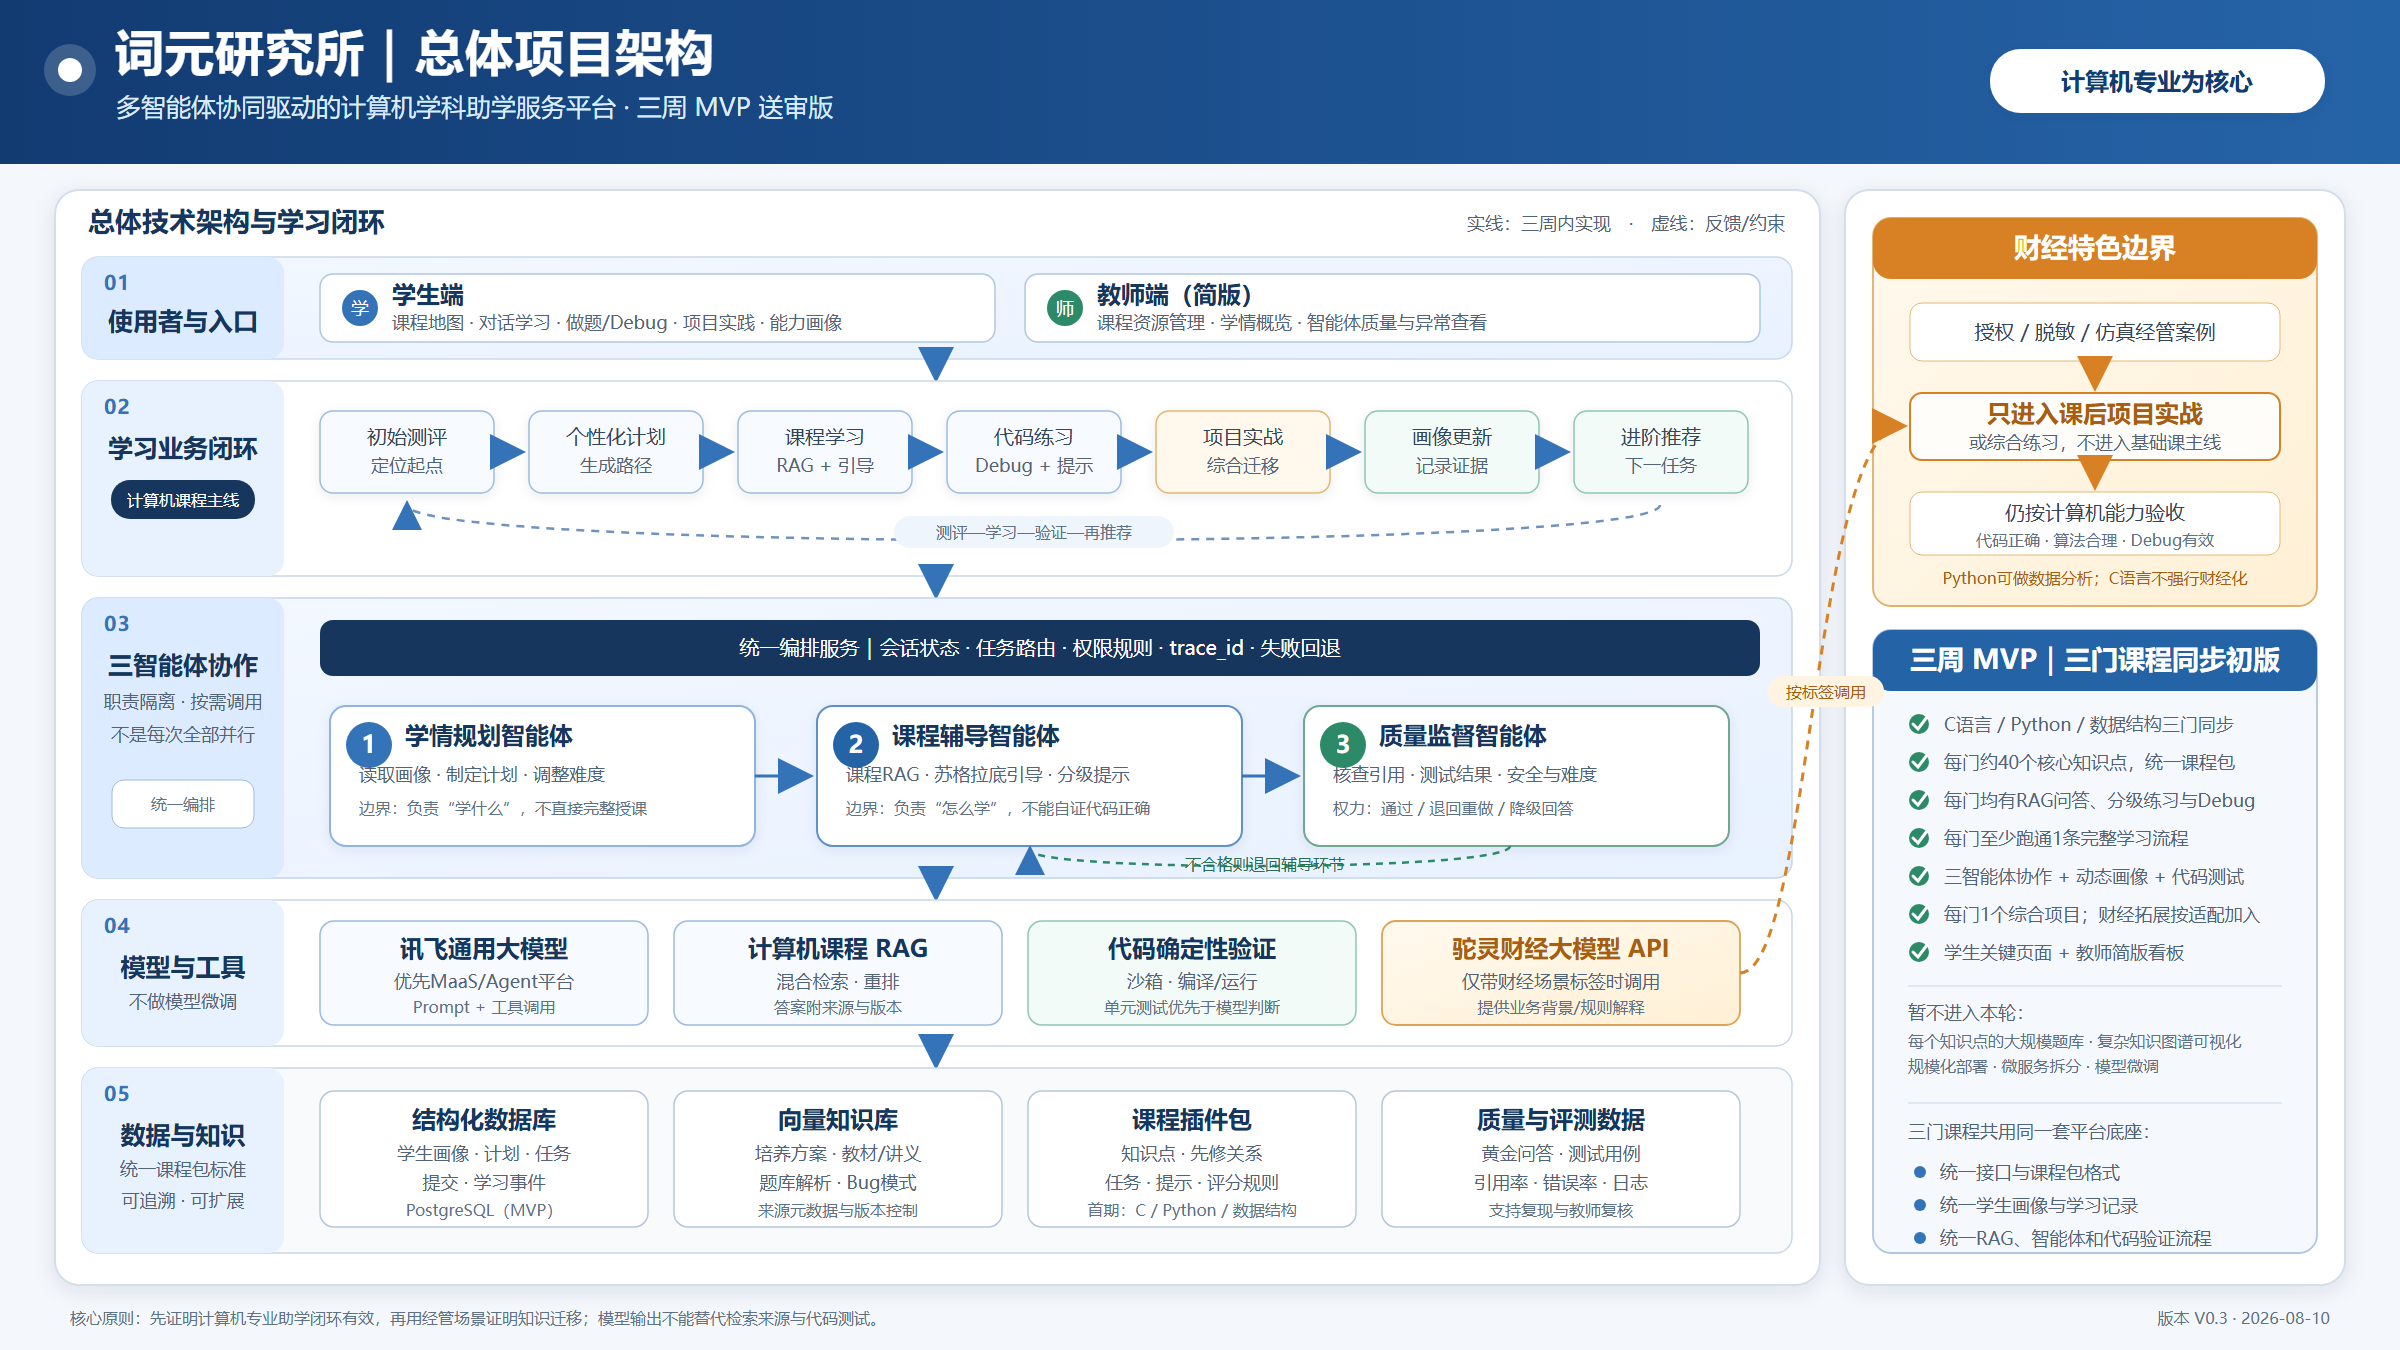 词元研究所｜总体项目架构
多智能体协同驱动的计算机学科助学服务平台 · 三周 MVP 送审版
计算机专业为核心
总体技术架构与学习闭环
实线：三周内实现 · 虚线：反馈/约束
01
使用者与入口
学
学生端
课程地图 · 对话学习 · 做题/Debug · 项目实践 · 能力画像
师
教师端（简版）
课程资源管理 · 学情概览 · 智能体质量与异常查看
02
学习业务闭环
计算机课程主线
初始测评
定位起点
个性化计划
生成路径
课程学习
RAG + 引导
代码练习
Debug + 提示
项目实战
综合迁移
画像更新
记录证据
进阶推荐
下一任务
测评—学习—验证—再推荐
03
三智能体协作
职责隔离 · 按需调用
不是每次全部并行
统一编排
统一编排服务｜会话状态 · 任务路由 · 权限规则 · trace_id · 失败回退
1
学情规划智能体
读取画像 · 制定计划 · 调整难度
边界：负责“学什么”，不直接完整授课
2
课程辅导智能体
课程RAG · 苏格拉底引导 · 分级提示
边界：负责“怎么学”，不能自证代码正确
3
质量监督智能体
核查引用 · 测试结果 · 安全与难度
权力：通过 / 退回重做 / 降级回答
不合格则退回辅导环节
按标签调用
04
模型与工具
不做模型微调
讯飞通用大模型
优先MaaS/Agent平台
Prompt + 工具调用
计算机课程 RAG
混合检索 · 重排
答案附来源与版本
代码确定性验证
沙箱 · 编译/运行
单元测试优先于模型判断
驼灵财经大模型 API
仅带财经场景标签时调用
提供业务背景/规则解释
05
数据与知识
统一课程包标准
可追溯 · 可扩展
结构化数据库
学生画像 · 计划 · 任务
提交 · 学习事件
PostgreSQL（MVP）
向量知识库
培养方案 · 教材/讲义
题库解析 · Bug模式
来源元数据与版本控制
课程插件包
知识点 · 先修关系
任务 · 提示 · 评分规则
首期：C / Python / 数据结构
质量与评测数据
黄金问答 · 测试用例
引用率 · 错误率 · 日志
支持复现与教师复核
财经特色边界
授权 / 脱敏 / 仿真经管案例
只进入课后项目实战
或综合练习，不进入基础课主线
仍按计算机能力验收
代码正确 · 算法合理 · Debug有效
Python可做数据分析；C语言不强行财经化
三周 MVP｜三门课程同步初版
C语言 / Python / 数据结构三门同步
每门约40个核心知识点，统一课程包
每门均有RAG问答、分级练习与Debug
每门至少跑通1条完整学习流程
三智能体协作 + 动态画像 + 代码测试
每门1个综合项目；财经拓展按适配加入
学生关键页面 + 教师简版看板
暂不进入本轮：
每个知识点的大规模题库 · 复杂知识图谱可视化
规模化部署 · 微服务拆分 · 模型微调
三门课程共用同一套平台底座：
统一接口与课程包格式
统一学生画像与学习记录
统一RAG、智能体和代码验证流程
核心原则：先证明计算机专业助学闭环有效，再用经管场景证明知识迁移；模型输出不能替代检索来源与代码测试。
版本 V0.3 · 2026-08-10